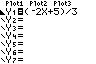 Plot1 Plot2 Plot3
\Y1=(-2X+5)/3
\Y2=
\Y3=
\Y4=
\Y5=
\Y6=
\Y7=